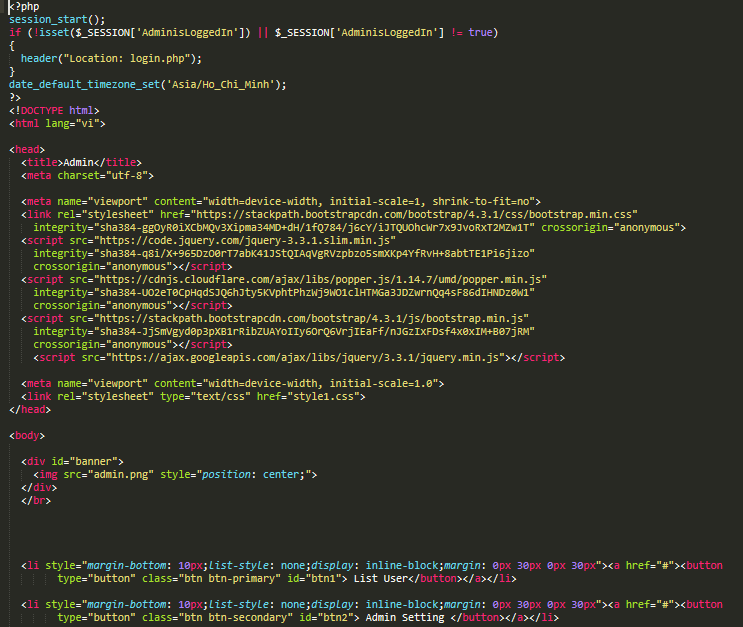 <?php
session_start();
if (!isset($_SESSION['AdminisLoggedIn']) || $_SESSION['AdminisLoggedIn'] != true)
{
  header("Location: login.php");
}
date_default_timezone_set('Asia/Ho_Chi_Minh');
?>
<!DOCTYPE html>
<html lang="vi">
<head>
  <title>Admin</title>
  <meta charset="utf-8">
  <meta name="viewport" content="width=device-width, initial-scale=1, shrink-to-fit=no">
  <link rel="stylesheet" href="https://stackpath.bootstrapcdn.com/bootstrap/4.3.1/css/bootstrap.min.css"
    integrity="sha384-ggOyR0iXCbMQv3Xipma34MD+dH/1fQ784/j6cY/iJTQUOhcWr7x9JvoRxT2MZw1T" crossorigin="anonymous">
  <script src="https://code.jquery.com/jquery-3.3.1.slim.min.js"
    integrity="sha384-q8i/X+965DzO0rT7abK41JStQIAqVgRVzpbzo5smXKp4YfRvH+8abtTE1Pi6jizo"
    crossorigin="anonymous"></script>
  <script src="https://cdnjs.cloudflare.com/ajax/libs/popper.js/1.14.7/umd/popper.min.js"
    integrity="sha384-UO2eT0CpHqdSJQ6hJty5KVphtPhzWj9WO1clHTMGa3JDZwrnQq4sF86dIHNDz0W1"
    crossorigin="anonymous"></script>
  <script src="https://stackpath.bootstrapcdn.com/bootstrap/4.3.1/js/bootstrap.min.js"
    integrity="sha384-JjSmVgyd0p3pXB1rRibZUAYoIIy6OrQ6VrjIEaFf/nJGzIxFDsf4x0xIM+B07jRM"
    crossorigin="anonymous"></script>
    <script src="https://ajax.googleapis.com/ajax/libs/jquery/3.3.1/jquery.min.js"></script>
  <meta name="viewport" content="width=device-width, initial-scale=1.0">
  <link rel="stylesheet" type="text/css" href="style1.css">
</head>
<body>
  <div id="banner">
    <img src="admin.png" style="position: center;">
  </div>
  </br>
  <li style="margin-bottom: 10px;list-style: none;display: inline-block;margin: 0px 30px 0px 30px"><a href="#"><button
        type="button" class="btn btn-primary" id="btn1"> List User</button></a></li>
  <li style="margin-bottom: 10px;list-style: none;display: inline-block;margin: 0px 30px 0px 30px"><a href="#"><button
        type="button" class="btn btn-secondary" id="btn2"> Admin Setting </button></a></li>